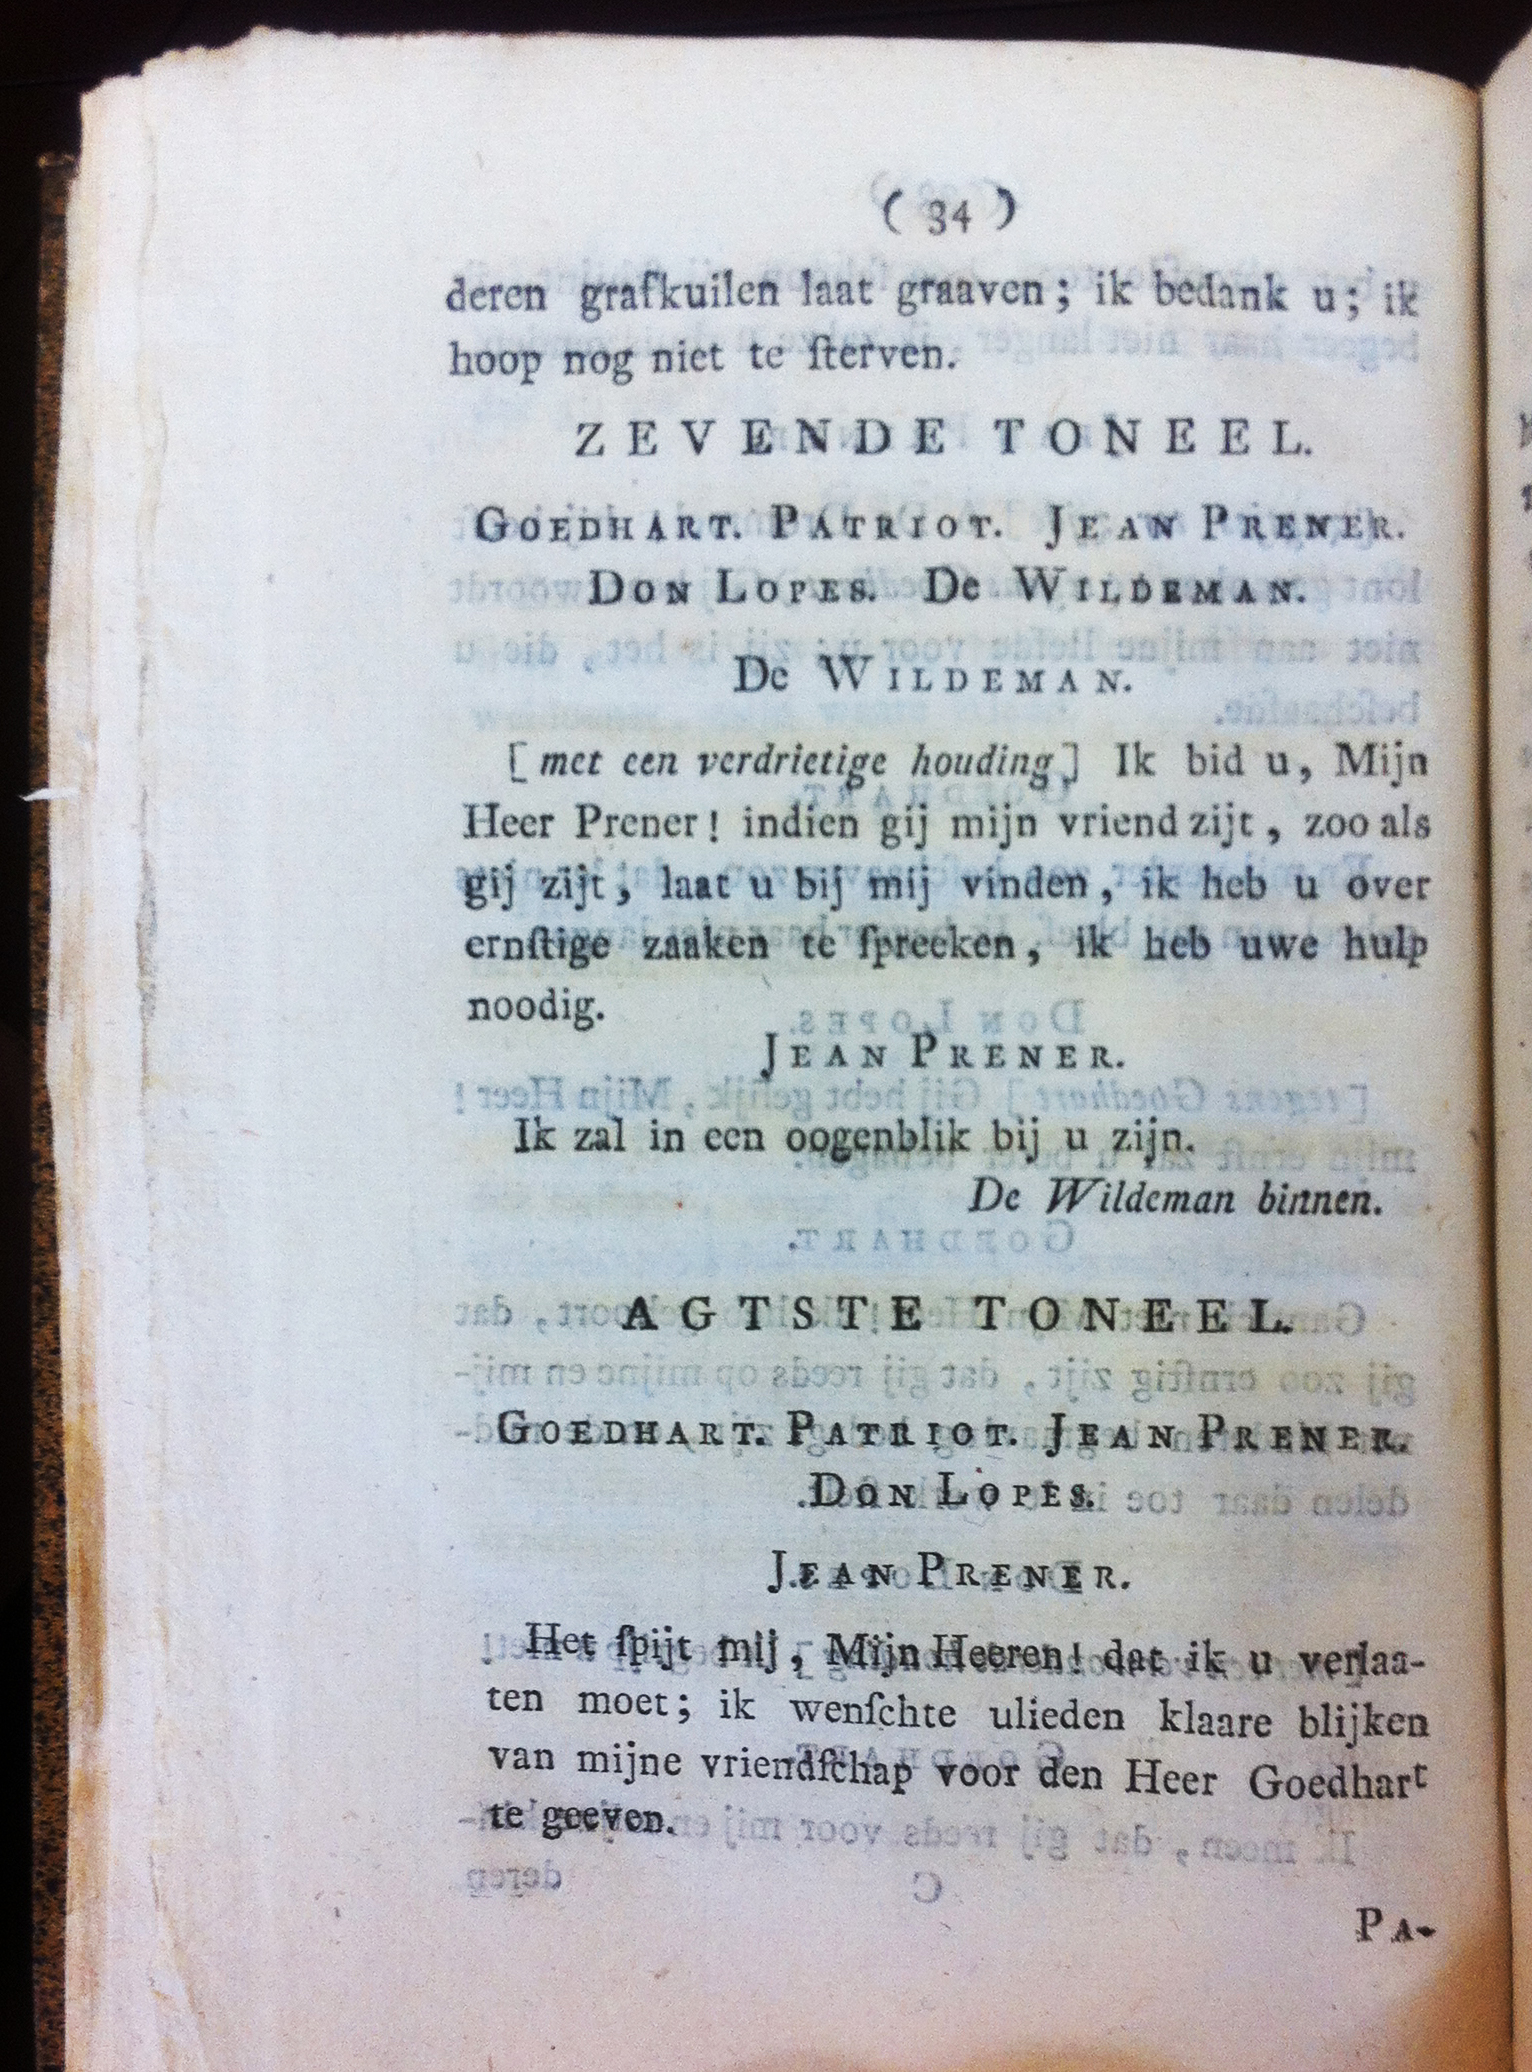 ( 34 )
deren grafkuilen laat graaven; ik bedank u; ik
hoop nog niet te ſterven.
ZEVENDE TONEEL.
GOEDHART. PATRIOT. JEAN PRENER.
DON LOPES. De WILDEMAN.
De WILDEMAN.
[met een verdrietige houding] Ik bid u, Mijn
Heer Prener! indien gij mijn vriend zijt, zoo als
gij zijt, laat u bij mij vinden, ik heb u over
ernſtige zaaken te ſpreeken, ik heb uwe hulp
noodig.
JEAN PRENER.
Ik zal in een oogenblik bij u zijn.
De Wildeman binnen.
AGTSTE TONEEL.
GOEDHART. PATRIOT. JEAN PRENER.
DON LOPES.
JEAN PRENER.
Het ſpijt mij, Mijn Heeren! dat ik u verlaa-
ten moet; ik wenſchte ulieden klaare blijken
van mijne vriendſchap voor den Heer Goedhart
te geeven.
PA-